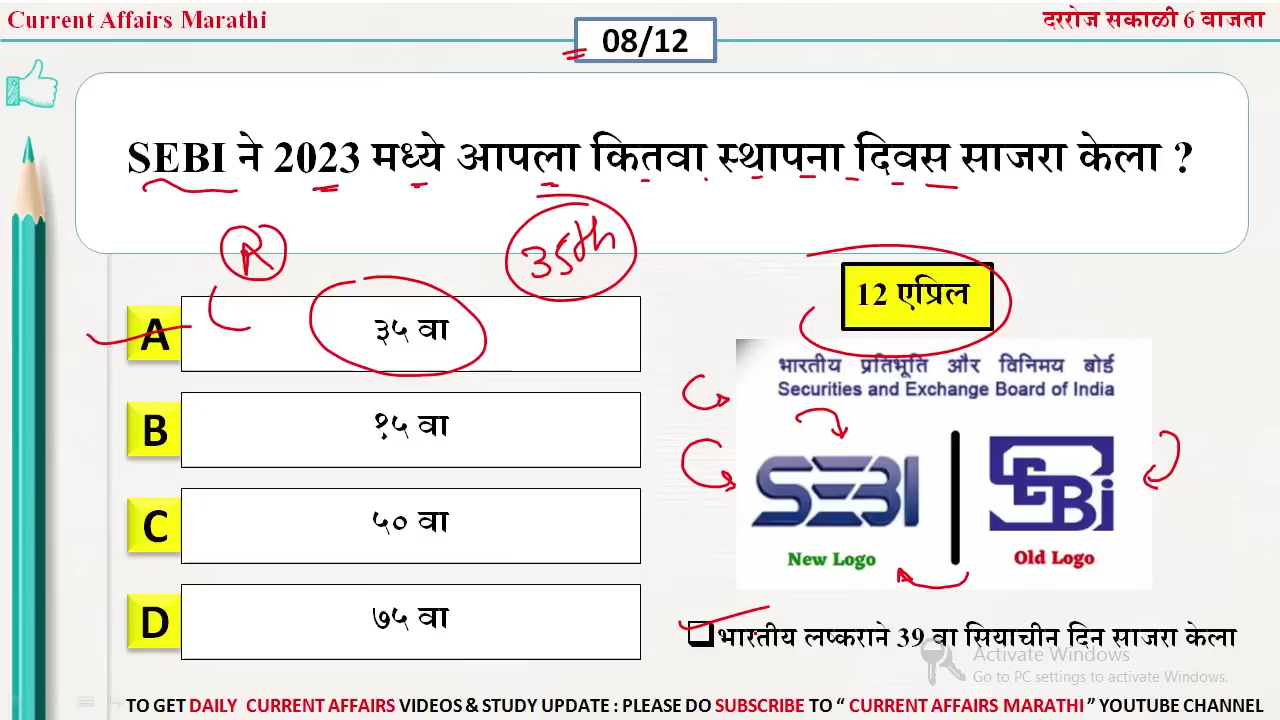 Current Affairs Marathi
दररोज सकाळी 6 वाजता
08/12
SEBI ने 2023 मध्ये आपला कितवा स्थापना दिवस साजरा केला ?
R
35th
12 एप्रिल
A
३५ वा
B
१५ वा
C
५० वा
D
७५ वा
भारतीय प्रतिभूति और विनिमय बोर्ड
Securities and Exchange Board of India
SEBI
SEBI
New Logo
Old Logo
भारतीय लष्कराने 39 वा सियाचीन दिन साजरा केला
Activate Windows
Go to PC settings to activate Windows.
TO GET DAILY CURRENT AFFAIRS VIDEOS & STUDY UPDATE : PLEASE DO SUBSCRIBE TO “ CURRENT AFFAIRS MARATHI ” YOUTUBE CHANNEL